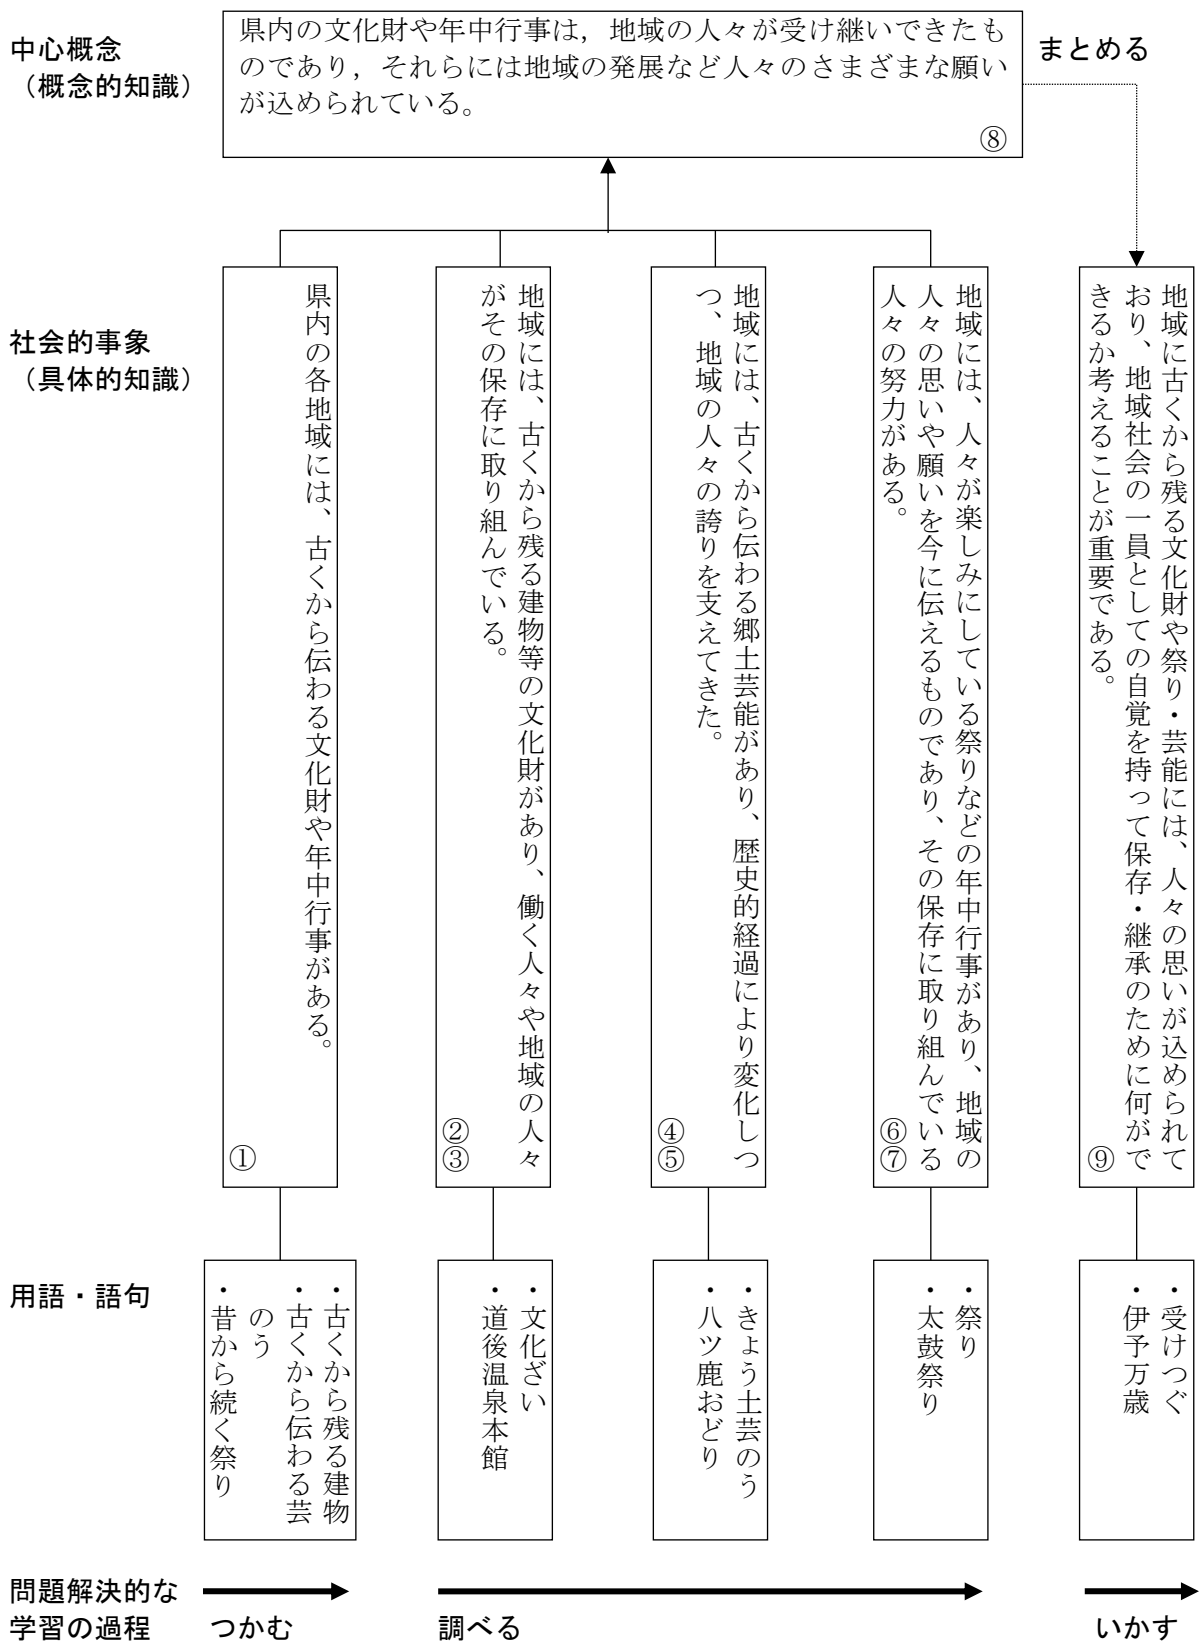 中心概念
（概念的知識）
県内の文化財や年中行事は，地域の人々が受け継いできたも
のであり，それらには地域の発展など人々のさまざまな願い
が込められている。
⑧
まとめる
社会的事象
（具体的知識）
県内の各地域には、古くから伝わる文化財や年中行事がある。
①
地域には、古くから残る建物等の文化財があり、働く人々や地域の人々
がその保存に取り組んでいる。
②
③
地域には、古くから伝わる郷土芸能があり、歴史的経過により変化しつ
つ、地域の人々の誇りを支えてきた。
④
⑤
地域には、人々が楽しみにしている祭りなどの年中行事があり、地域の
人々の思いや願いを今に伝えるものであり、その保存に取り組んでいる
人々の努力がある。
⑥
⑦
地域に古くから残る文化財や祭り・芸能には、人々の思いが込められて
おり、地域社会の一員としての自覚を持って保存・継承のために何がで
きるか考えることが重要である。
⑨
用語・語句
・古くから残る建物
・古くから伝わる芸
のう
・昔から続く祭り
・文化ざい
・道後温泉本館
・きょう土芸のう
・八ツ鹿おどり
・祭り
・太鼓祭り
・受けつぐ
・伊予万歳
問題解決的な
学習の過程
つかむ
調べる
いかす